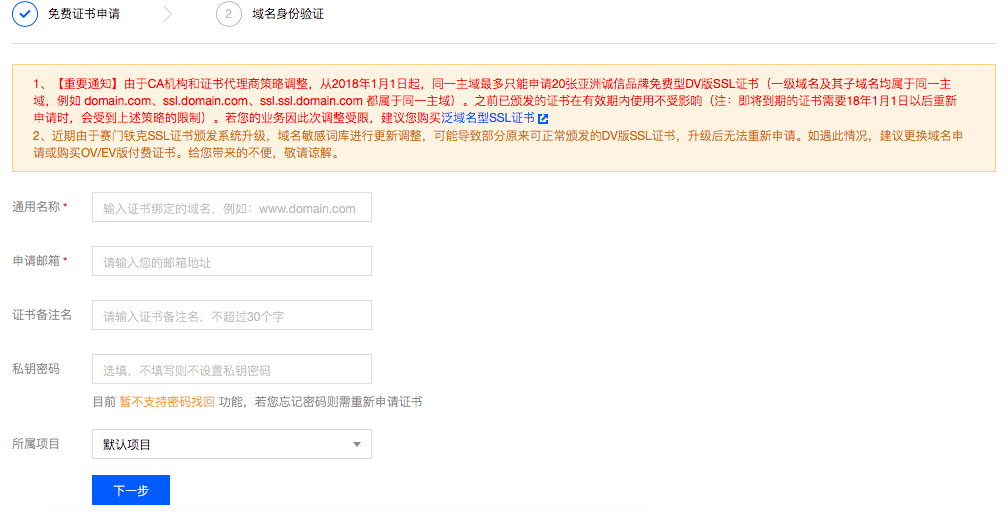 免费证书申请
2 域名身份验证
1、【重要通知】由于CA机构和证书代理商策略调整，从2018年1月1日起，同一主域最多只能申请20张亚洲诚信品牌免费型DV版SSL证书（一级域名及其子域名均属于同一主
域，例如 domain.com、ssl.domain.com、ssl.ssl.domain.com 都属于同一主域）。之前已颁发的证书在有效期内使用不受影响（注：即将到期的证书需要18年1月1日以后重新
申请时，会受到上述策略的限制）。若您的业务因此次调整受限，建议您购买泛域名型SSL证书
2、近期由于赛门铁克SSL证书颁发系统升级，域名敏感词库进行更新调整，可能导致部分原来可正常颁发的DV版SSL证书，升级后无法重新申请。如遇此情况，建议更换域名申
请或购买OV/EV版付费证书。给您带来的不便，敬请谅解。
通用名称 * 输入证书绑定的域名，例如：www.domain.com
申请邮箱 * 请输入您的邮箱地址
证书备注名 请输入证书备注名，不超过30个字
私钥密码 选填，不填写则不设置私钥密码
目前 暂不支持密码找回 功能，若您忘记密码则需重新申请证书
所属项目 默认项目
下一步